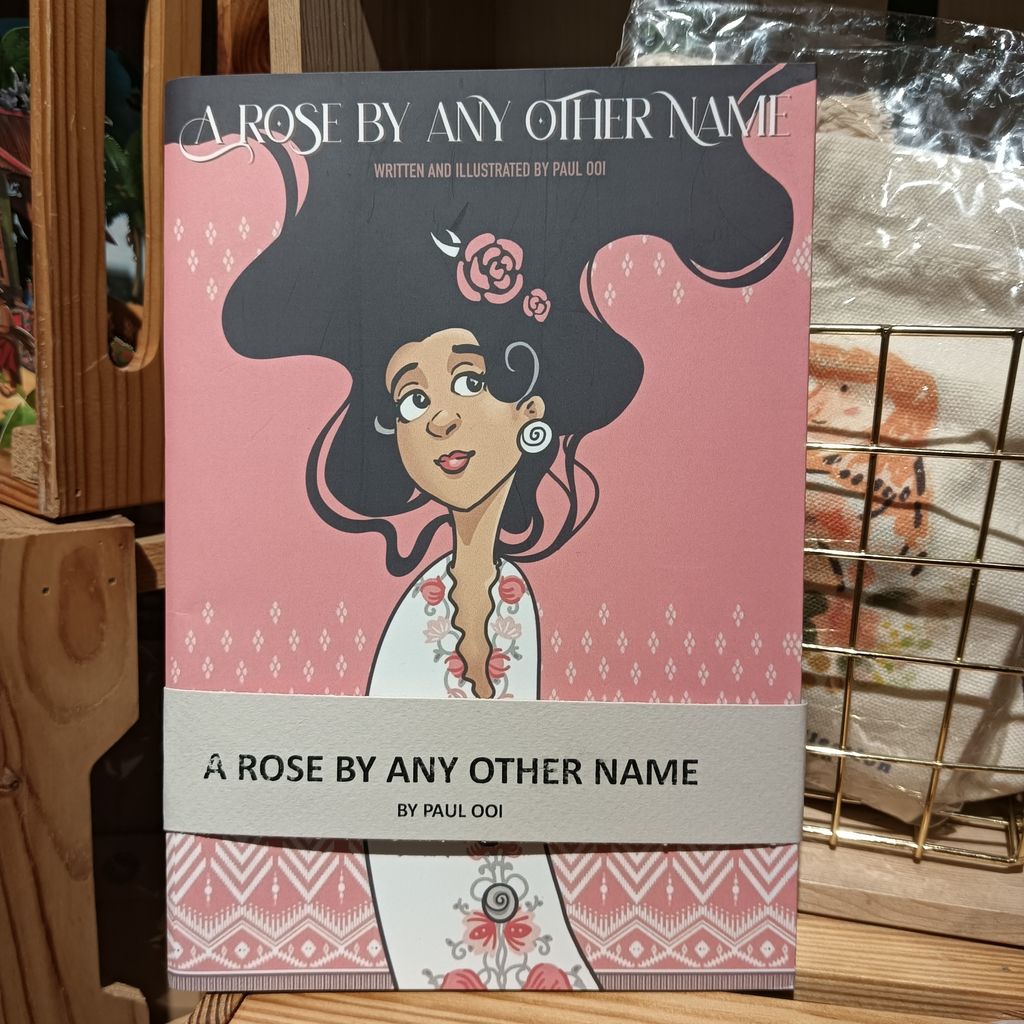 A ROSE BY ANY OTHER NAME
WRITTEN AND ILLUSTRATED BY PAUL OOI
A ROSE BY ANY OTHER NAME
BY PAUL OOI